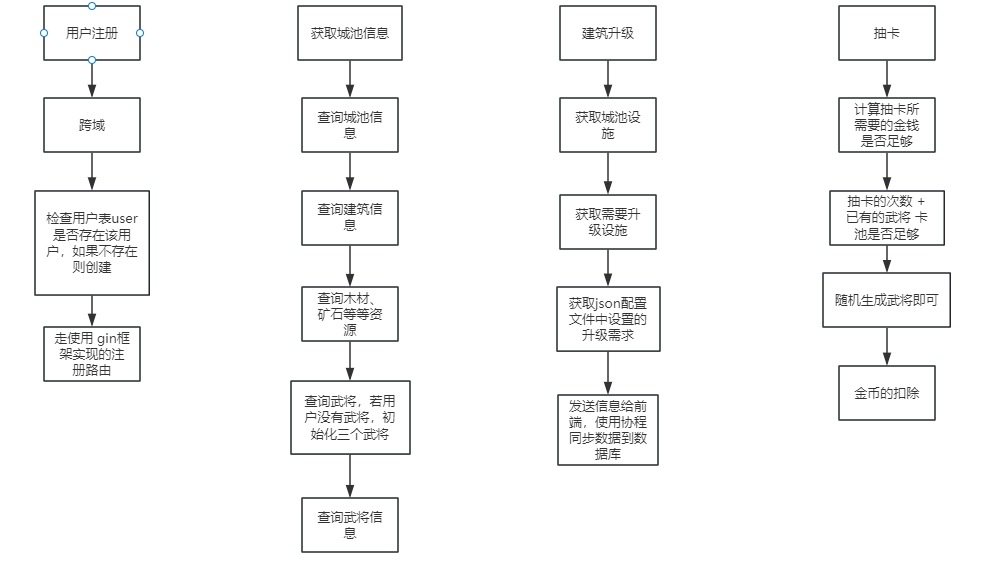 用户注册
跨域
检查用户表user
是否存在该用
户，如果不存在
则创建
走使用 gin框
架实现的注
册路由
获取城池信息
查询城池信
息
查询建筑信
息
查询木材、
矿石等等资
源
查询武将，若用
户没有武将，初
始化三个武将
查询武将信
息
建筑升级
获取城池设
施
获取需要升
级设施
获取json配置
文件中设置的
升级需求
发送信息给前
端，使用协程
同步数据到数
据库
抽卡
计算抽卡所
需要的金钱
是否足够
抽卡的次数 +
已有的武将 卡
池是否足够
随机生成武将即可
金币的扣除